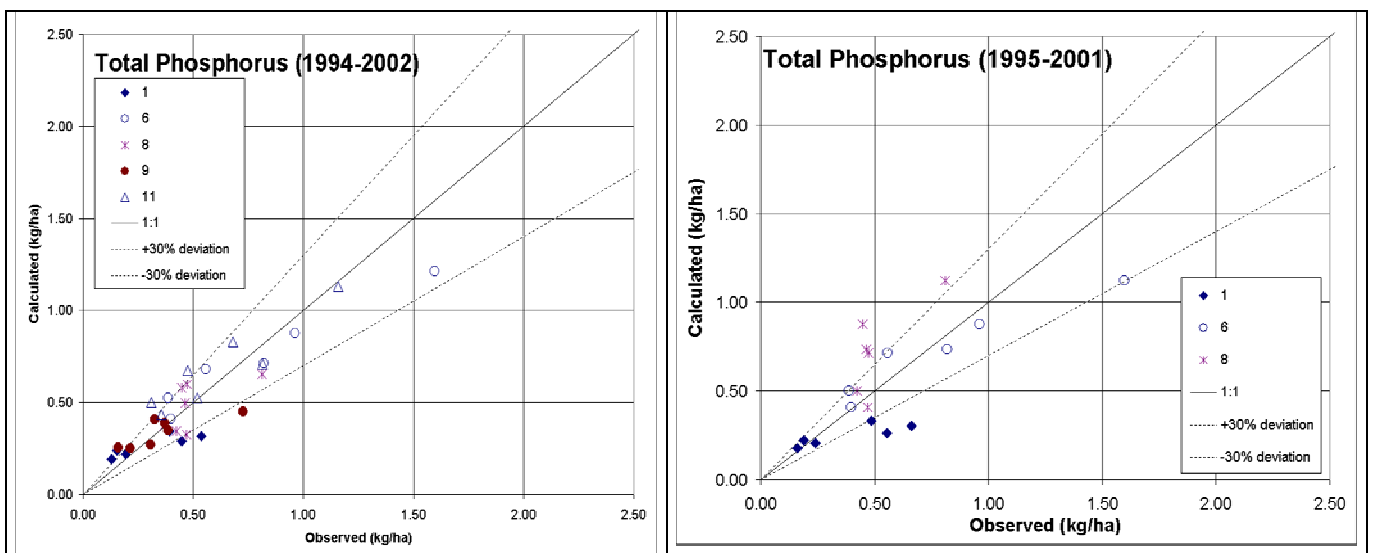 Total Phosphorus (1994-2002)
2.50
2.00
1.50
1.00
0.50
0.00
Calculated (kg/ha)
1
6
8
9
11
1:1
+30% deviation
-30% deviation
0.00 0.50 1.00 1.50 2.00 2.50
Observed (kg/ha)
Total Phosphorus (1995-2001)
2.50
2.00
1.50
1.00
0.50
0.00
Calculated (kg/ha)
1
6
8
1:1
+30% deviation
-30% deviation
0.00 0.50 1.00 1.50 2.00 2.50
Observed (kg/ha)